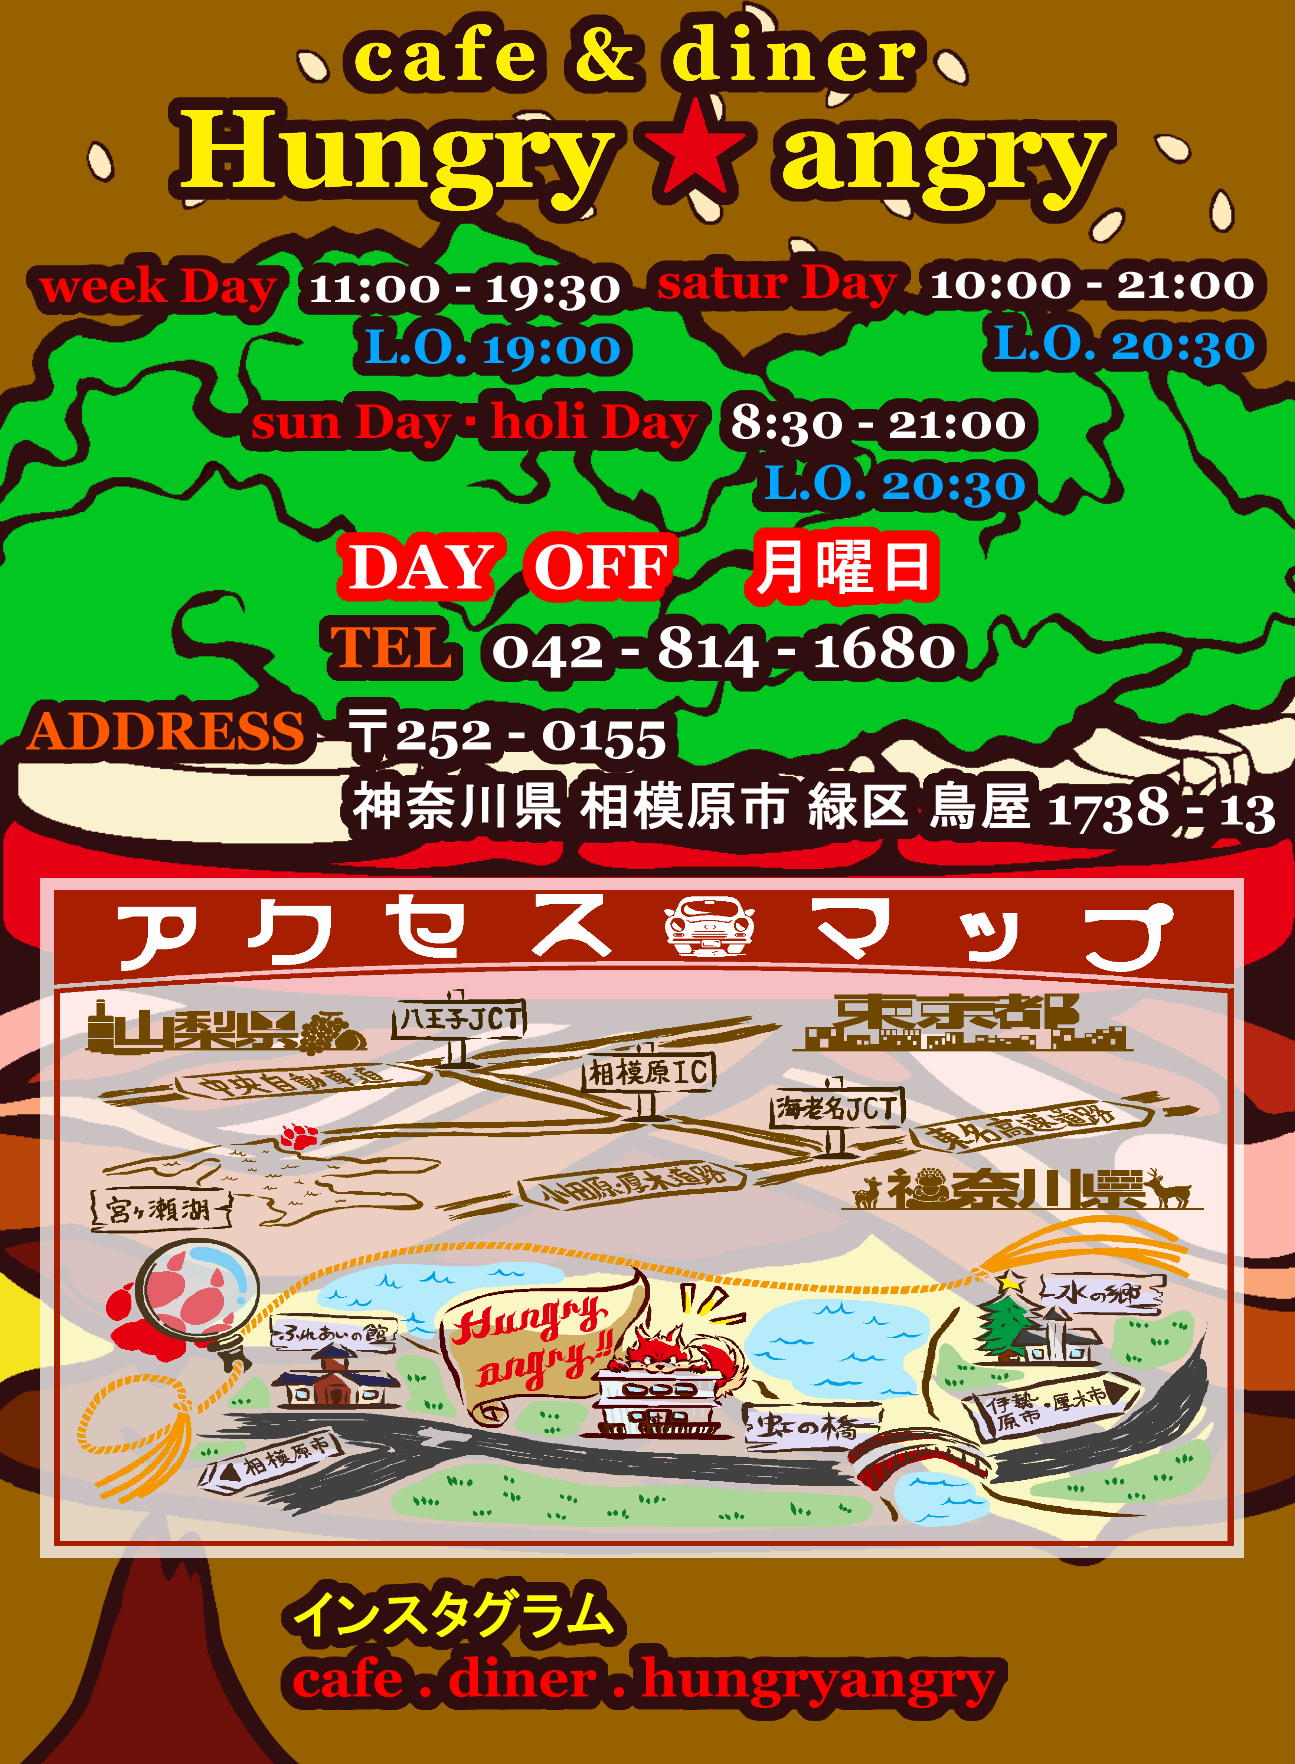 cafe & diner
Hungry ★ angry
week Day 11:00 - 19:30
L.O. 19:00
satur Day 10:00 - 21:00
L.O. 20:30
sun Day・holi Day 8:30 - 21:00
L.O. 20:30
DAY OFF 月曜日
TEL 042 - 814 - 1680
ADDRESS 〒252 - 0155
神奈川県 相模原市 緑区 鳥屋 1738 - 13
アクセスマップ
山梨県
八王子JCT
東京都
中央自動車道
相模原IC
海老名JCT
東名高速道路
小田原厚木道路
神奈川県
宮ヶ瀬湖
水の郷
ふれあいの館
Hungry
angry!!
伊勢原市・厚木市
虹の橋
相模原市
インスタグラム
cafe . diner . hungryangry